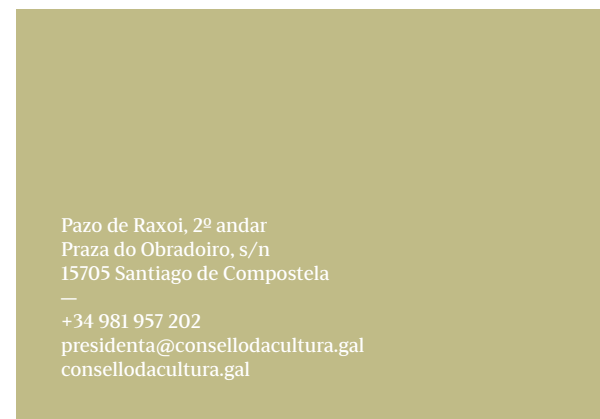 Pazo de Raxoi, 2º andar
Praza do Obradoiro, s/n
15705 Santiago de Compostela
—
+34 981 957 202
presidenta@consellodacultura.gal
consellodacultura.gal